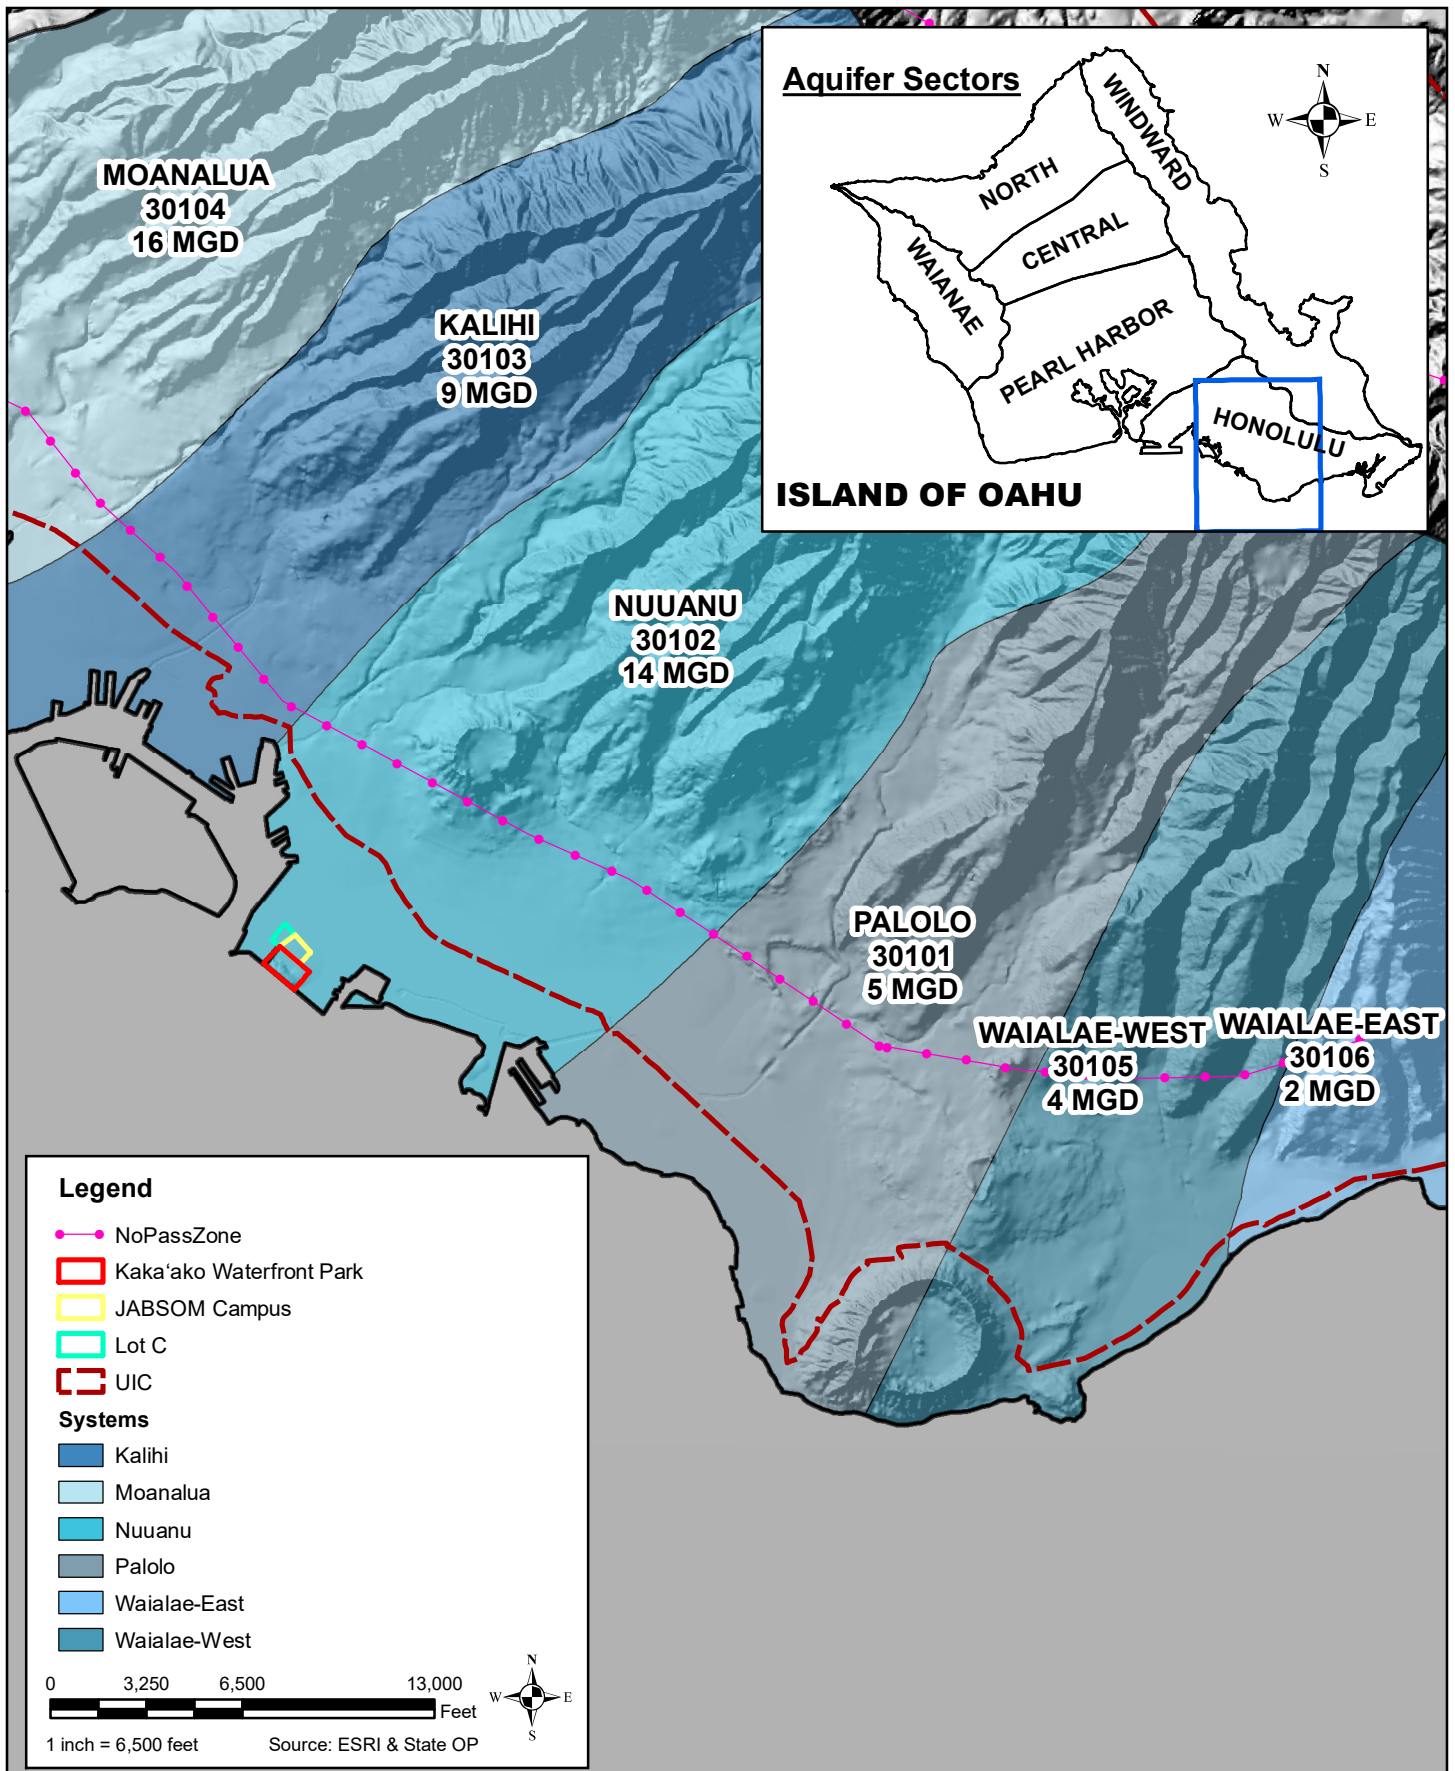 MOANALUA
30104
16 MGD
KALIHI
30103
9 MGD
NUUANU
30102
14 MGD
PALOLO
30101
5 MGD
WAIALAE-WEST
30105
4 MGD
WAIALAE-EAST
30106
2 MGD
Aquifer Sectors
N
W
E
S
WINDWARD
NORTH
CENTRAL
WAIANAE
PEARL HARBOR
HONOLULU
ISLAND OF OAHU
Legend
NoPassZone
Kaka‘ako Waterfront Park
JABSOM Campus
Lot C
UIC
Systems
Kalihi
Moanalua
Nuuanu
Palolo
Waialae-East
Waialae-West
0 3,250 6,500 13,000
Feet
N
W
E
S
1 inch = 6,500 feet
Source: ESRI & State OP